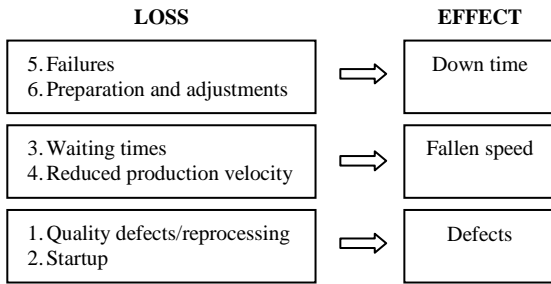 LOSS EFFECT
5. Failures
6. Preparation and adjustments
Down time
3. Waiting times
4. Reduced production velocity
Fallen speed
1. Quality defects/reprocessing
2. Startup
Defects